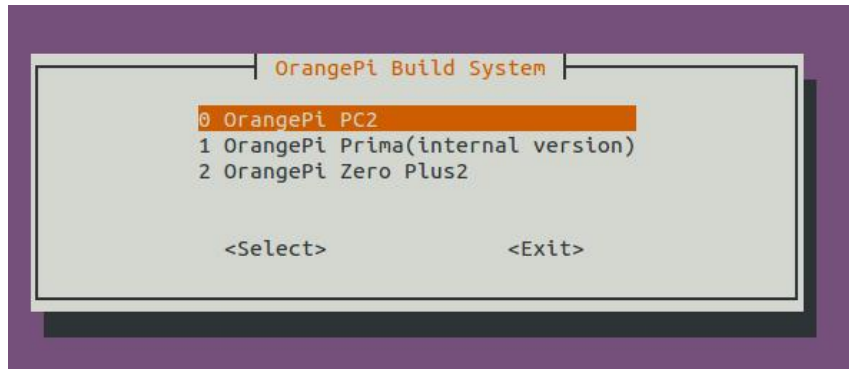 OrangePi Build System
0 OrangePi PC2
1 OrangePi Prima(internal version)
2 OrangePi Zero Plus2
<Select> <Exit>